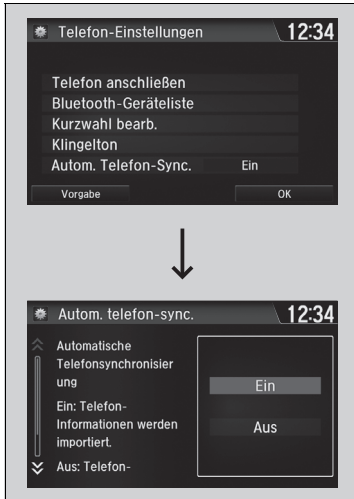 Telefon-Einstellungen 12:34
Telefon anschließen
Bluetooth-Geräteliste
Kurzwahl bearb.
Klingelton
Autom. Telefon-Sync. Ein
Vorgabe OK
Autom. telefon-sync. 12:34
Automatische
Telefonsynchronisier
ung
Ein: Telefon-
Informationen werden
importiert.
Aus: Telefon-
Ein
Aus